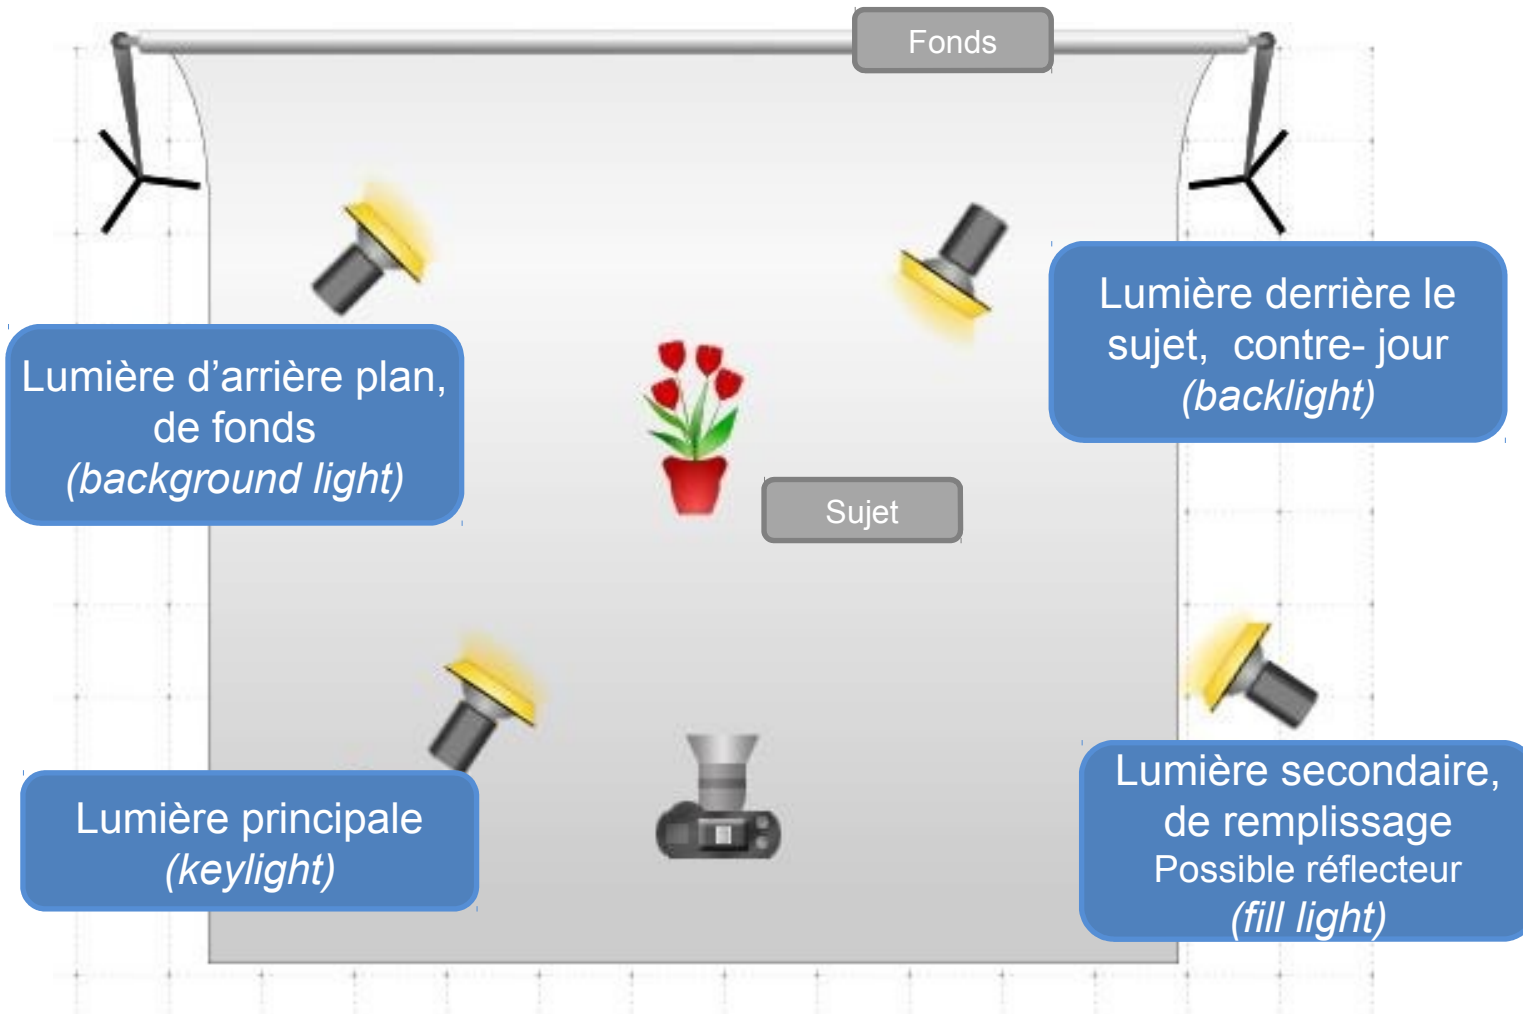 Fonds
Lumière derrière le
sujet,  contre- jour
(backlight)
Lumière d’arrière plan,
de fonds
(background light)
Sujet
Lumière principale
(keylight)
Lumière secondaire,
de remplissage
Possible réflecteur
(fill light)